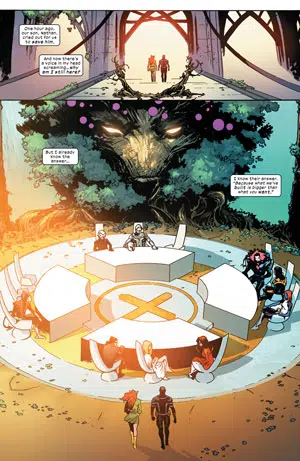 One hour ago,
our son, Nathan,
cried out for us
to save him.
And now there's
a voice in my head
screaming...why
am I still here?
But I already
know the
answer...
I know their answer.
"Because what we've
built is bigger than
what you want."